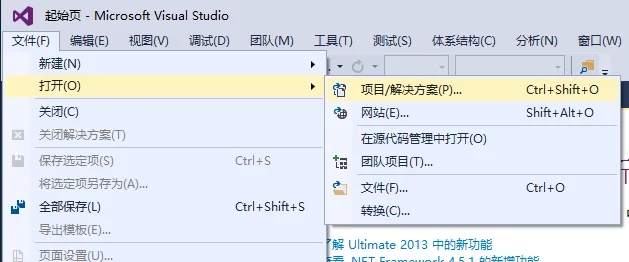 起始页 - Microsoft Visual Studio
文件(F) 编辑(E) 视图(V) 调试(D) 团队(M) 工具(T) 测试(S) 体系结构(C) 分析(N) 窗口(W)
新建(N)
打开(O)
关闭(C)
关闭解决方案(T)
保存选定项(S) Ctrl+S
将选定项另存为(A)...
全部保存(L) Ctrl+Shift+S
导出模板(E)...
页面设置(U)...
项目/解决方案(P)... Ctrl+Shift+O
网站(E)... Shift+Alt+O
在源代码管理中打开(O)
团队项目(T)...
文件(F)... Ctrl+O
转换(C)...
了解 Ultimate 2013 中的新功能
查看 .NET Framework 4.5.1 的新增功能